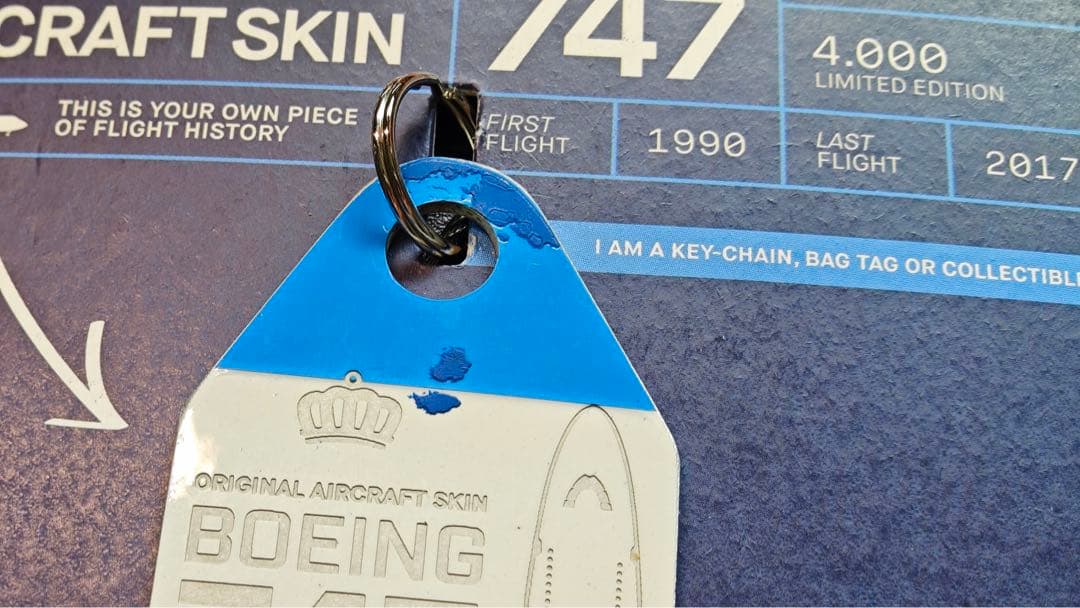 CRAFT SKIN
747
4.000
LIMITED EDITION
THIS IS YOUR OWN PIECE
OF FLIGHT HISTORY
FIRST
FLIGHT
1990
LAST
FLIGHT
2017
I AM A KEY-CHAIN, BAG TAG OR COLLECTIBL
ORIGINAL AIRCRAFT SKIN
BOEING